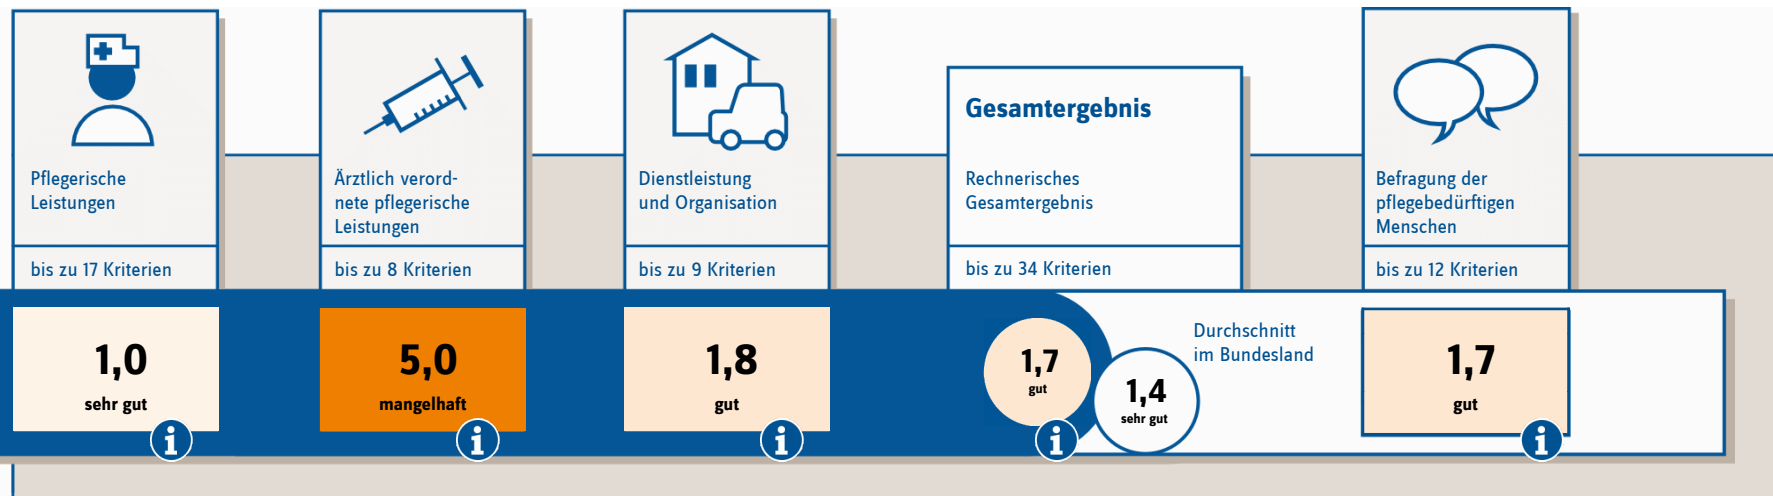 Pflegerische
Leistungen
bis zu 17 Kriterien
1,0
sehr gut
i
Ärztlich verord-
nete pflegerische
Leistungen
bis zu 8 Kriterien
5,0
mangelhaft
i
Dienstleistung
und Organisation
bis zu 9 Kriterien
1,8
gut
i
Gesamtergebnis
Rechnerisches
Gesamtergebnis
bis zu 34 Kriterien
1,7
gut
i
Durchschnitt
im Bundesland
1,4
sehr gut
Befragung der
pflegebedürftigen
Menschen
bis zu 12 Kriterien
1,7
gut
i